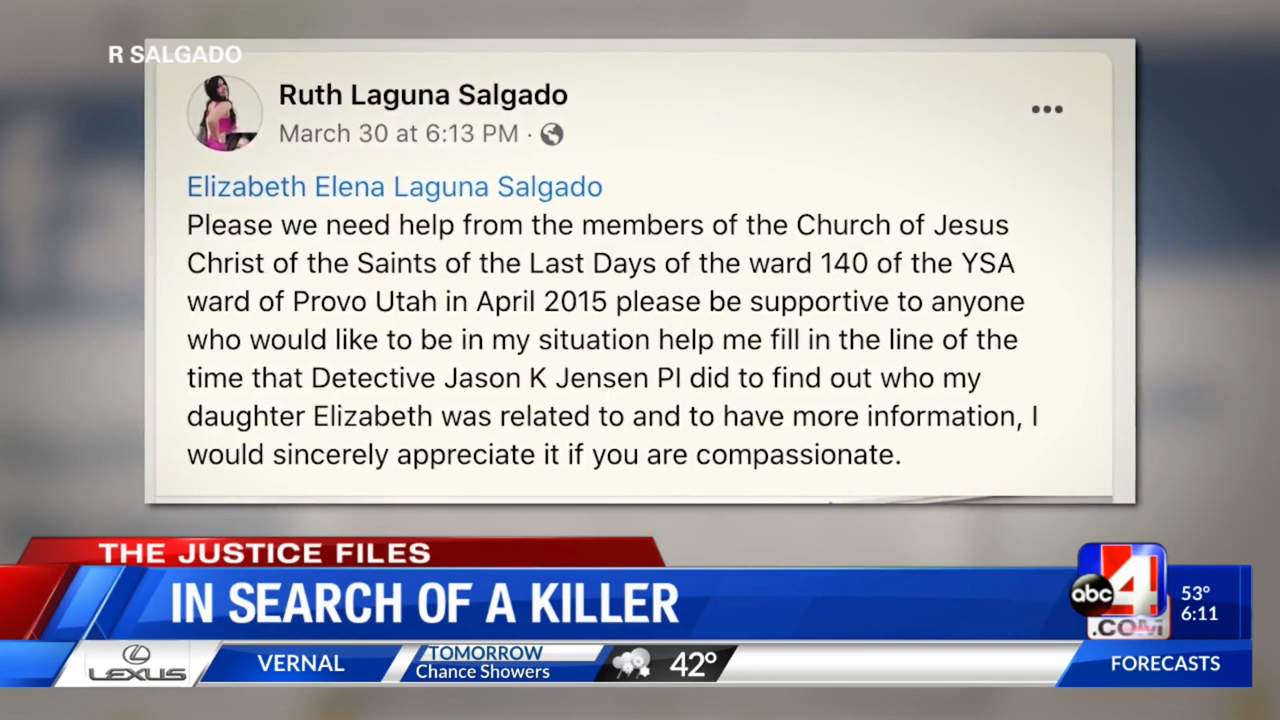 R SALGADO
Ruth Laguna Salgado
March 30 at 6:13 PM ·
Elizabeth Elena Laguna Salgado
Please we need help from the members of the Church of Jesus
Christ of the Saints of the Last Days of the ward 140 of the YSA
ward of Provo Utah in April 2015 please be supportive to anyone
who would like to be in my situation help me fill in the line of the
time that Detective Jason K Jensen PI did to find out who my
daughter Elizabeth was related to and to have more information, I
would sincerely appreciate it if you are compassionate.
THE JUSTICE FILES
IN SEARCH OF A KILLER
abc 4
.COM
53°
6:11
LEXUS
VERNAL
TOMORROW
Chance Showers
42°
FORECASTS